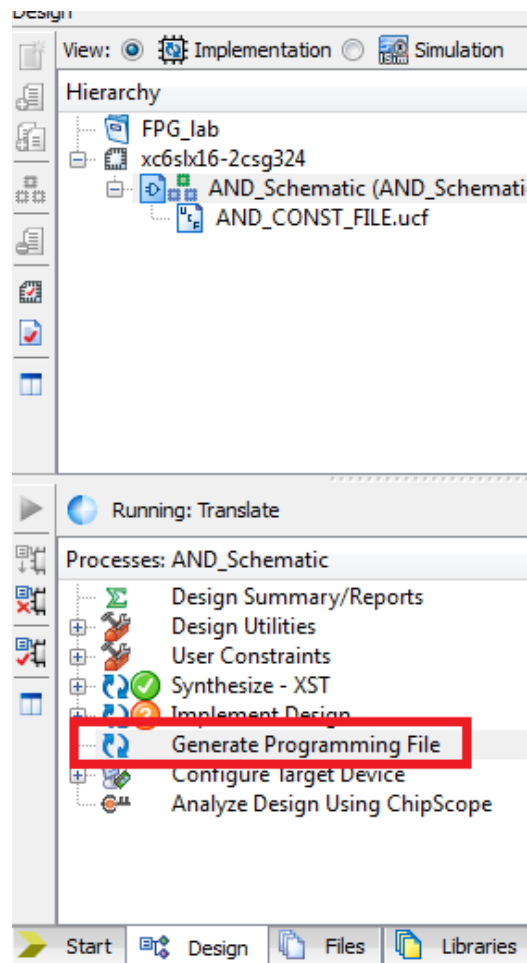 Design
View: Implementation Simulation
Hierarchy
FPG_lab
xc6slx16-2csg324
AND_Schematic (AND_Schemati
AND_CONST_FILE.ucf
Running: Translate
Processes: AND_Schematic
Design Summary/Reports
Design Utilities
User Constraints
Synthesize - XST
Implement Design
Generate Programming File
Configure Target Device
Analyze Design Using ChipScope
Start Design Files Libraries